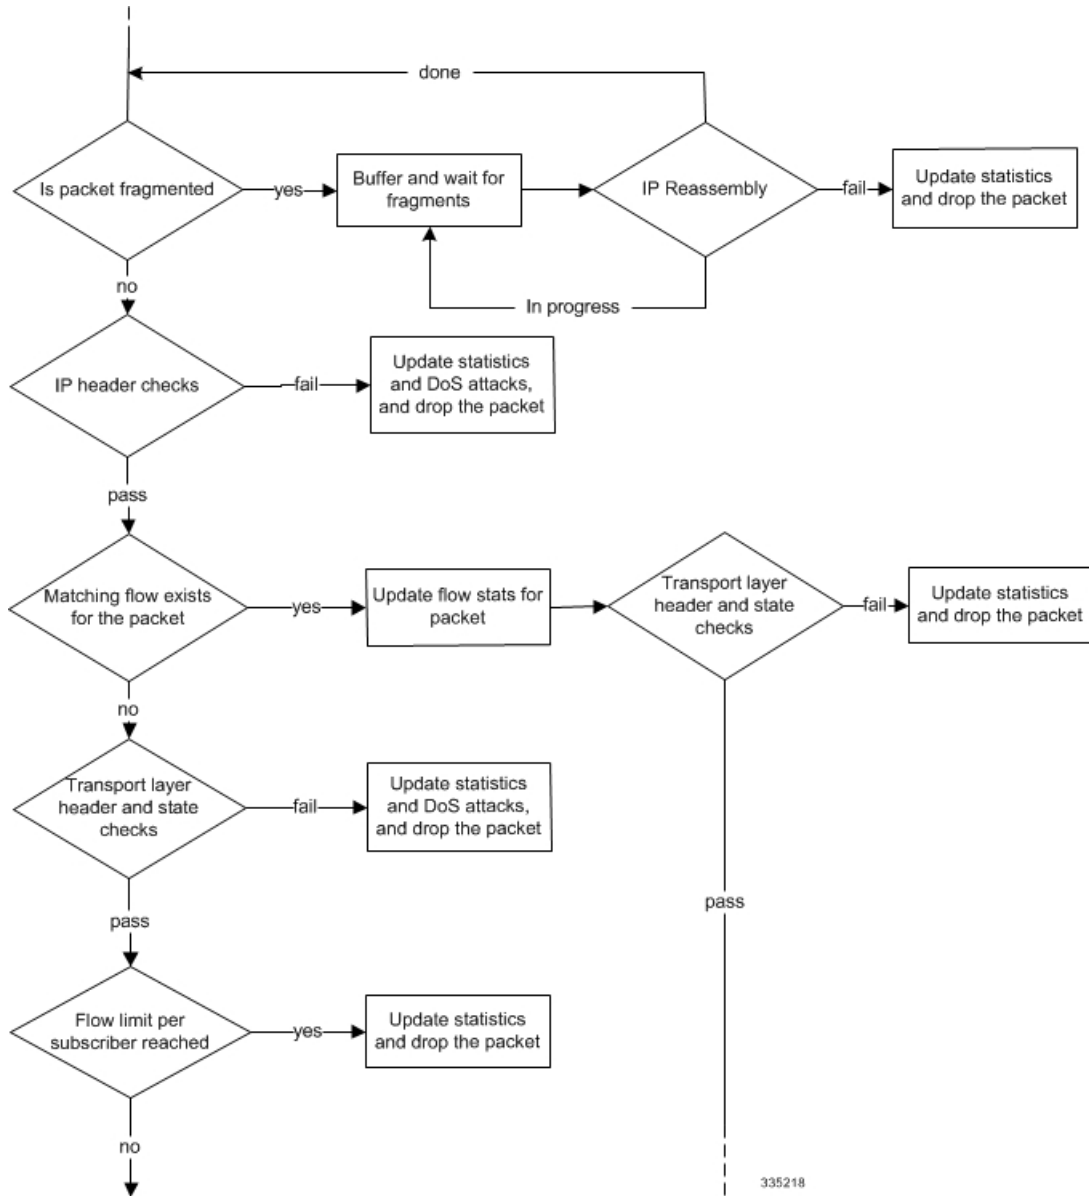 done
Is packet fragmented
yes
Buffer and wait for
fragments
IP Reassembly
fail
Update statistics
and drop the packet
no
In progress
IP header checks
fail
Update statistics
and DoS attacks,
and drop the packet
pass
Matching flow exists
for the packet
yes
Update flow stats for
packet
Transport layer
header and state
checks
fail
Update statistics
and drop the packet
no
Transport layer
header and state
checks
fail
Update statistics
and DoS attacks,
and drop the packet
pass
pass
Flow limit per
subscriber reached
yes
Update statistics
and drop the packet
no
335218